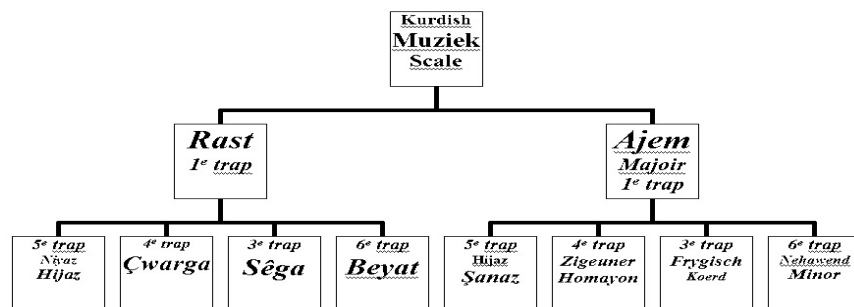 Kurdish
Muziek
Scale
Rast
1e trap
Ajem
Majoir
1e trap
5e trap
Niyaz
Hijaz
4e trap
Çwarga
3e trap
Sêga
6e trap
Beyat
5e trap
Hijaz
Şanaz
4e trap
Zigeuner
Homayon
3e trap
Frygisch
Koerd
6e trap
Nehawend
Minor